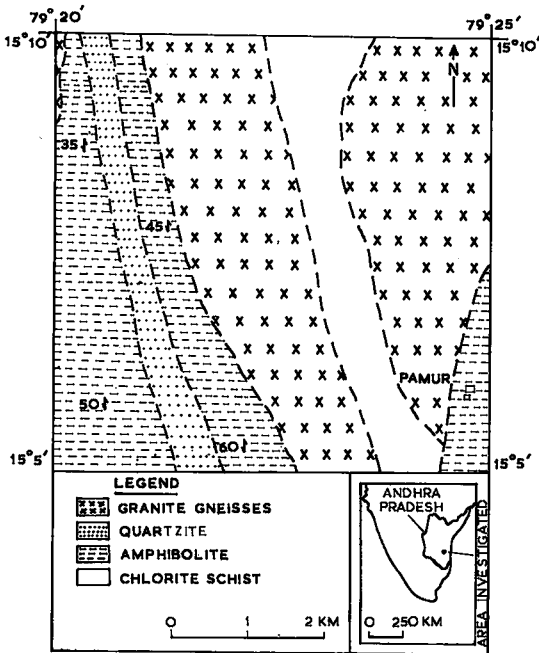 79° 20′ 79° 25′
15° 10′ 15° 10′
N
35
45
PAMUR
50
60
15° 5′ 15° 5′
LEGEND
GRANITE GNEISSES
QUARTZITE
AMPHIBOLITE
CHLORITE SCHIST
0 1 2 KM
ANDHRA
PRADESH
AREA INVESTIGATED
0 250 KM